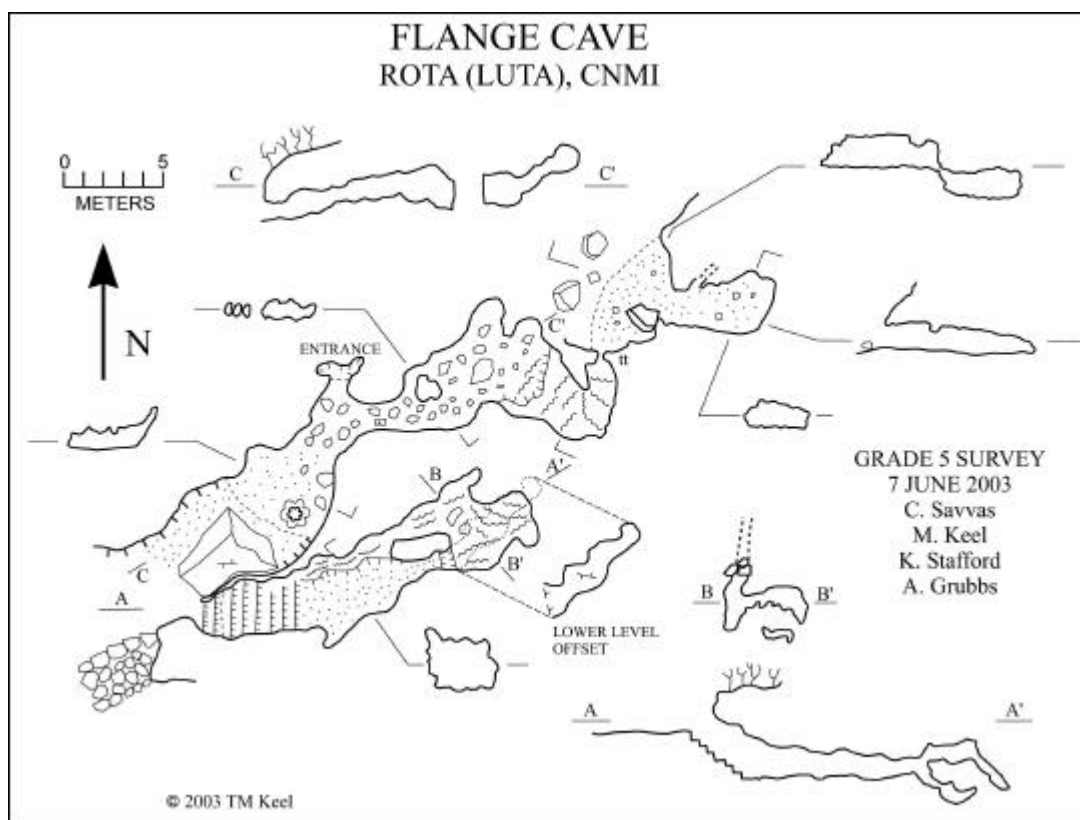 FLANGE CAVE
ROTA (LUTA), CNMI
0 5
METERS
C C'
N
ENTRANCE
C'
tt
B
A'
C
A
B'
LOWER LEVEL
OFFSET
GRADE 5 SURVEY
7 JUNE 2003
C. Savvas
M. Keel
K. Stafford
A. Grubbs
B B'
A A'
© 2003 TM Keel